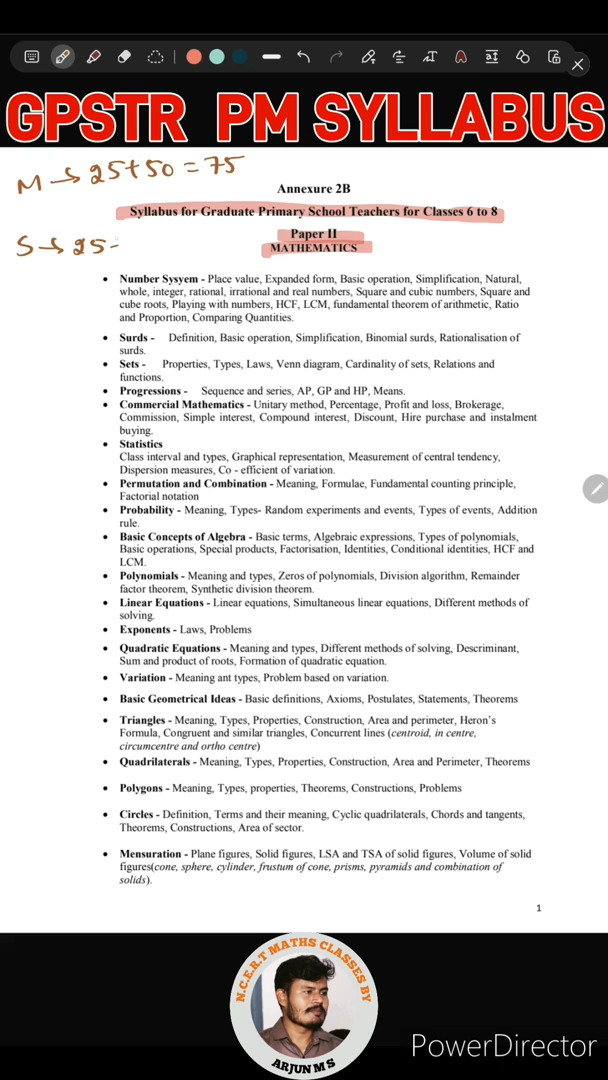 GPSTR PM SYLLABUS
M → 25+50 = 75
Annexure 2B
Syllabus for Graduate Primary School Teachers for Classes 6 to 8
Paper II
MATHEMATICS
S → 25-
• Number Sysyem - Place value, Expanded form, Basic operation, Simplification, Natural,
whole, integer, rational, irrational and real numbers, Square and cubic numbers, Square and
cube roots, Playing with numbers, HCF, LCM, fundamental theorem of arithmetic, Ratio
and Proportion, Comparing Quantities.
• Surds - Definition, Basic operation, Simplification, Binomial surds, Rationalisation of
surds.
• Sets - Properties, Types, Laws, Venn diagram, Cardinality of sets, Relations and
functions.
• Progressions - Sequence and series, AP, GP and HP, Means.
• Commercial Mathematics - Unitary method, Percentage, Profit and loss, Brokerage,
Commission, Simple interest, Compound interest, Discount, Hire purchase and instalment
buying.
• Statistics
Class interval and types, Graphical representation, Measurement of central tendency,
Dispersion measures, Co - efficient of variation.
• Permutation and Combination - Meaning, Formulae, Fundamental counting principle,
Factorial notation
• Probability - Meaning, Types- Random experiments and events, Types of events, Addition
rule.
• Basic Concepts of Algebra - Basic terms, Algebraic expressions, Types of polynomials,
Basic operations, Special products, Factorisation, Identities, Conditional identities, HCF and
LCM.
• Polynomials - Meaning and types, Zeros of polynomials, Division algorithm, Remainder
factor theorem, Synthetic division theorem.
• Linear Equations - Linear equations, Simultaneous linear equations, Different methods of
solving.
• Exponents - Laws, Problems
• Quadratic Equations - Meaning and types, Different methods of solving, Descriminant,
Sum and product of roots, Formation of quadratic equation.
• Variation - Meaning ant types, Problem based on variation.
• Basic Geometrical Ideas - Basic definitions, Axioms, Postulates, Statements, Theorems
• Triangles - Meaning, Types, Properties, Construction, Area and perimeter, Heron's
Formula, Congruent and similar triangles, Concurrent lines (centroid, in centre,
circumcentre and ortho centre)
• Quadrilaterals - Meaning, Types, Properties, Construction, Area and Perimeter, Theorems
• Polygons - Meaning, Types, properties, Theorems, Constructions, Problems
• Circles - Definition, Terms and their meaning, Cyclic quadrilaterals, Chords and tangents,
Theorems, Constructions, Area of sector.
• Mensuration - Plane figures, Solid figures, LSA and TSA of solid figures, Volume of solid
figures(cone, sphere, cylinder, frustum of cone, prisms, pyramids and combination of
solids).
1
N.C.E.R.T MATHS CLASSES BY
ARJUN M S
PowerDirector